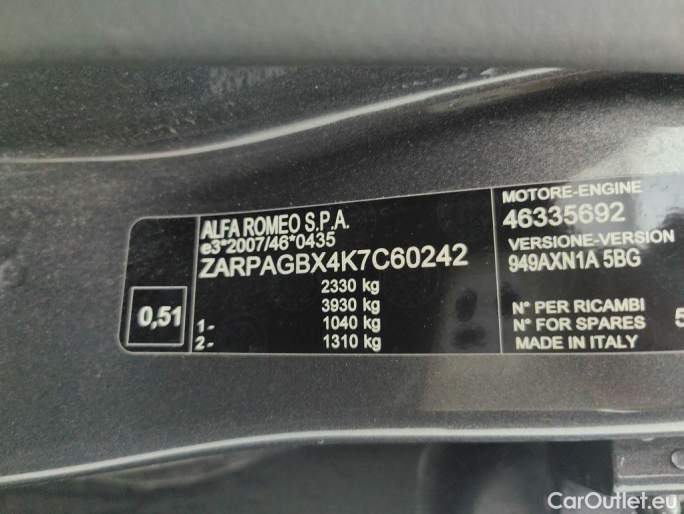 ALFA ROMEO S.P.A.
e3*2007/46*0435
ZARPAGBX4K7C60242
2330 kg
3930 kg
1- 1040 kg
2- 1310 kg
0,51
MOTORE-ENGINE
46335692
VERSIONE-VERSION
949AXN1A 5BG
N° PER RICAMBI
N° FOR SPARES 5
MADE IN ITALY
CarOutlet.eu